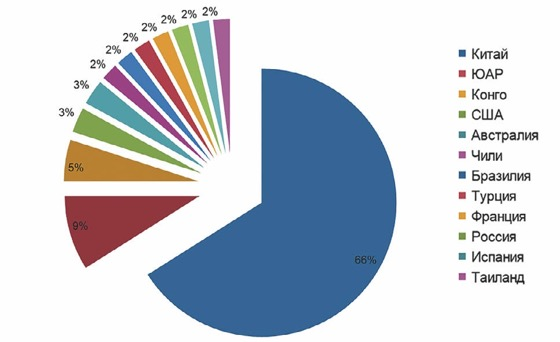 2%
2%
2%
2%
2%
2%
2%
3%
3%
5%
9%
66%
Китай
ЮАР
Конго
США
Австралия
Чили
Бразилия
Турция
Франция
Россия
Испания
Таиланд